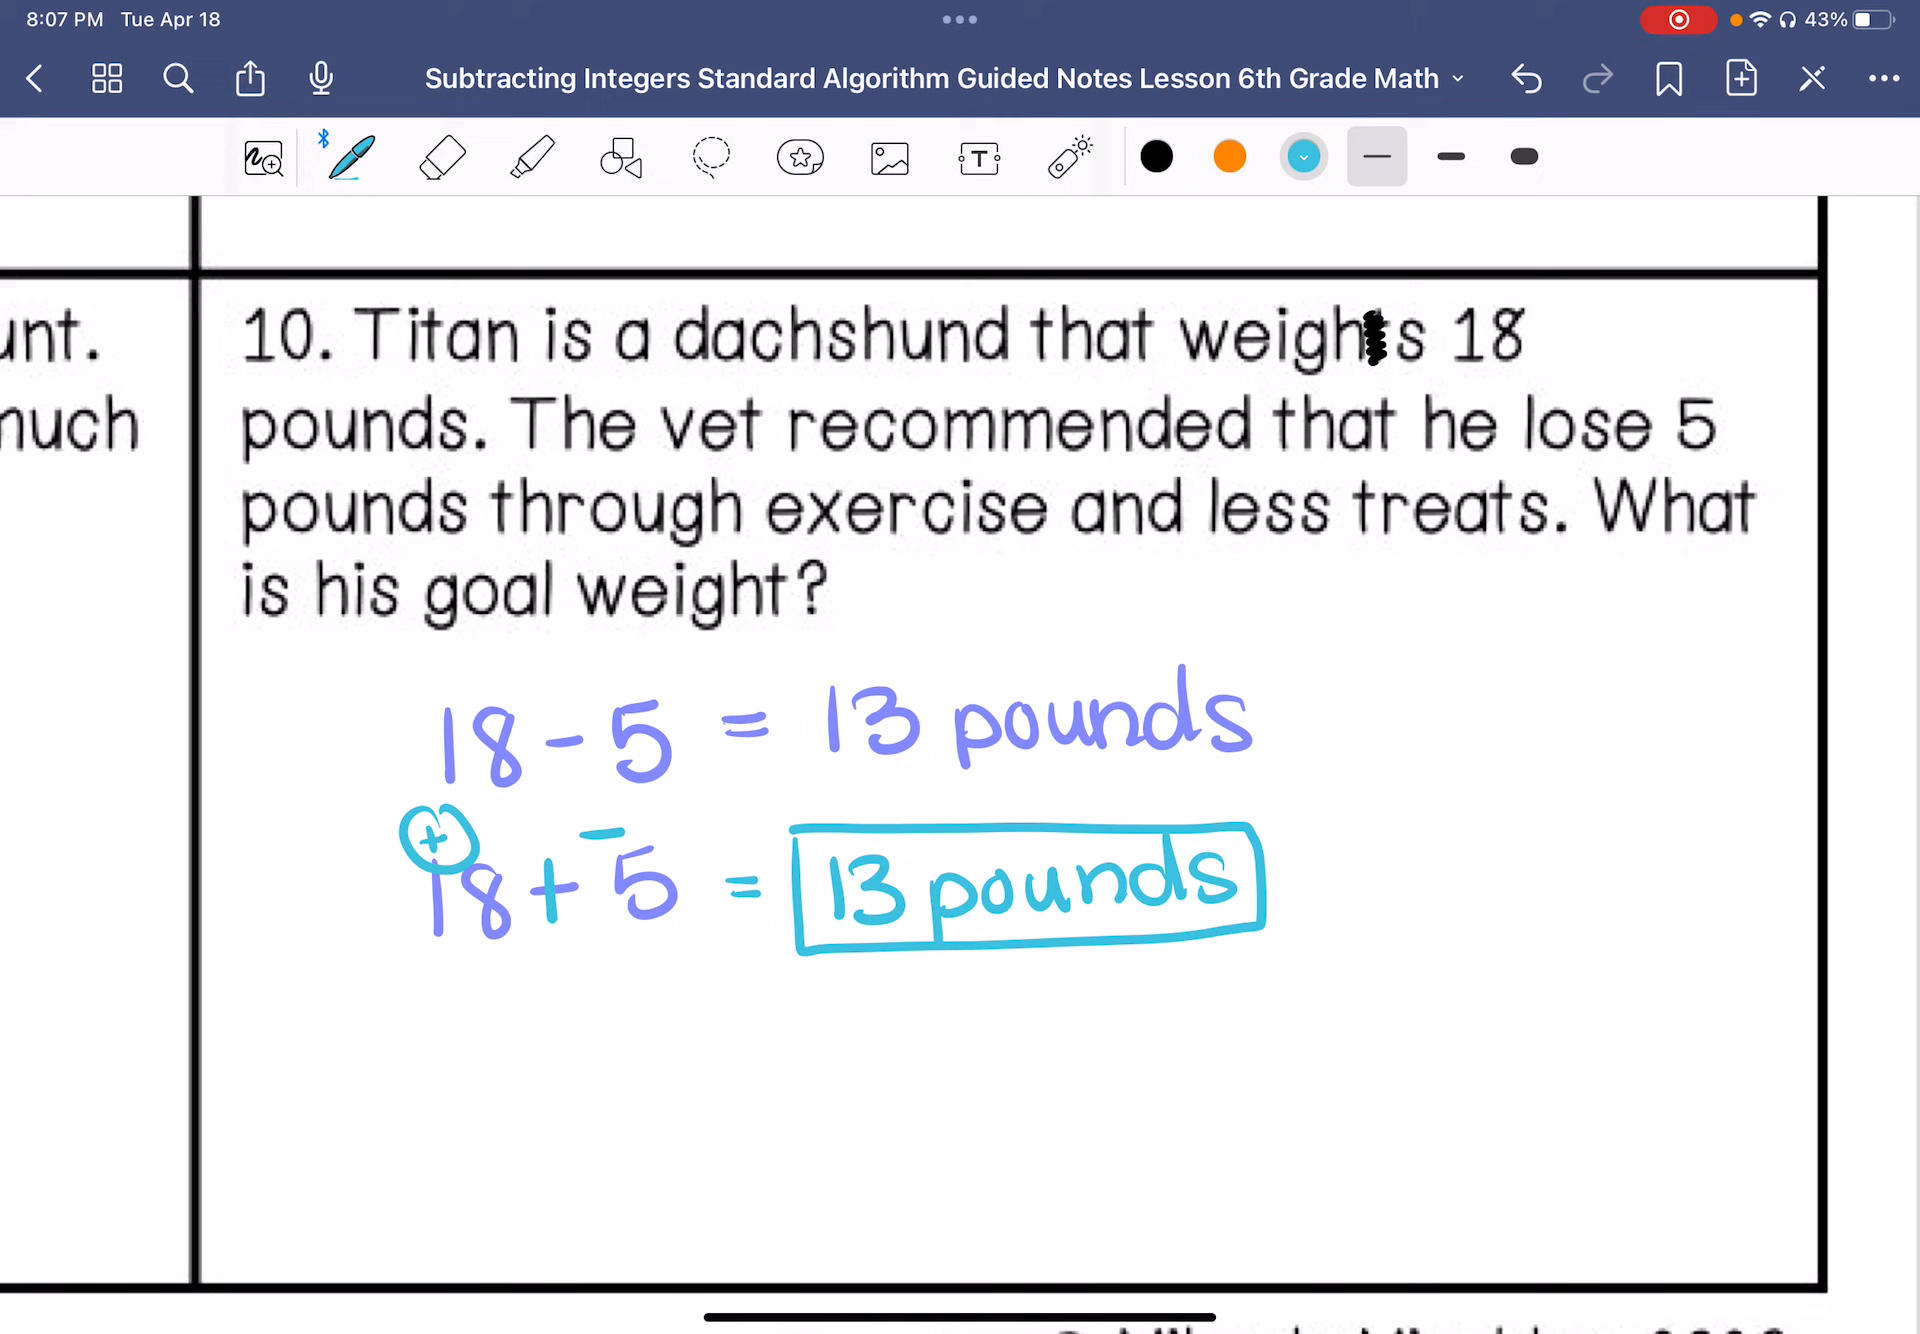 8:07 PM Tue Apr 18
43%
Subtracting Integers Standard Algorithm Guided Notes Lesson 6th Grade Math
10. Titan is a dachshund that weighs 18
unt.
pounds. The vet recommended that he lose 5
much
pounds through exercise and less treats. What
is his goal weight?
18 - 5 = 13 pounds
+
18 + -5 = 13 pounds